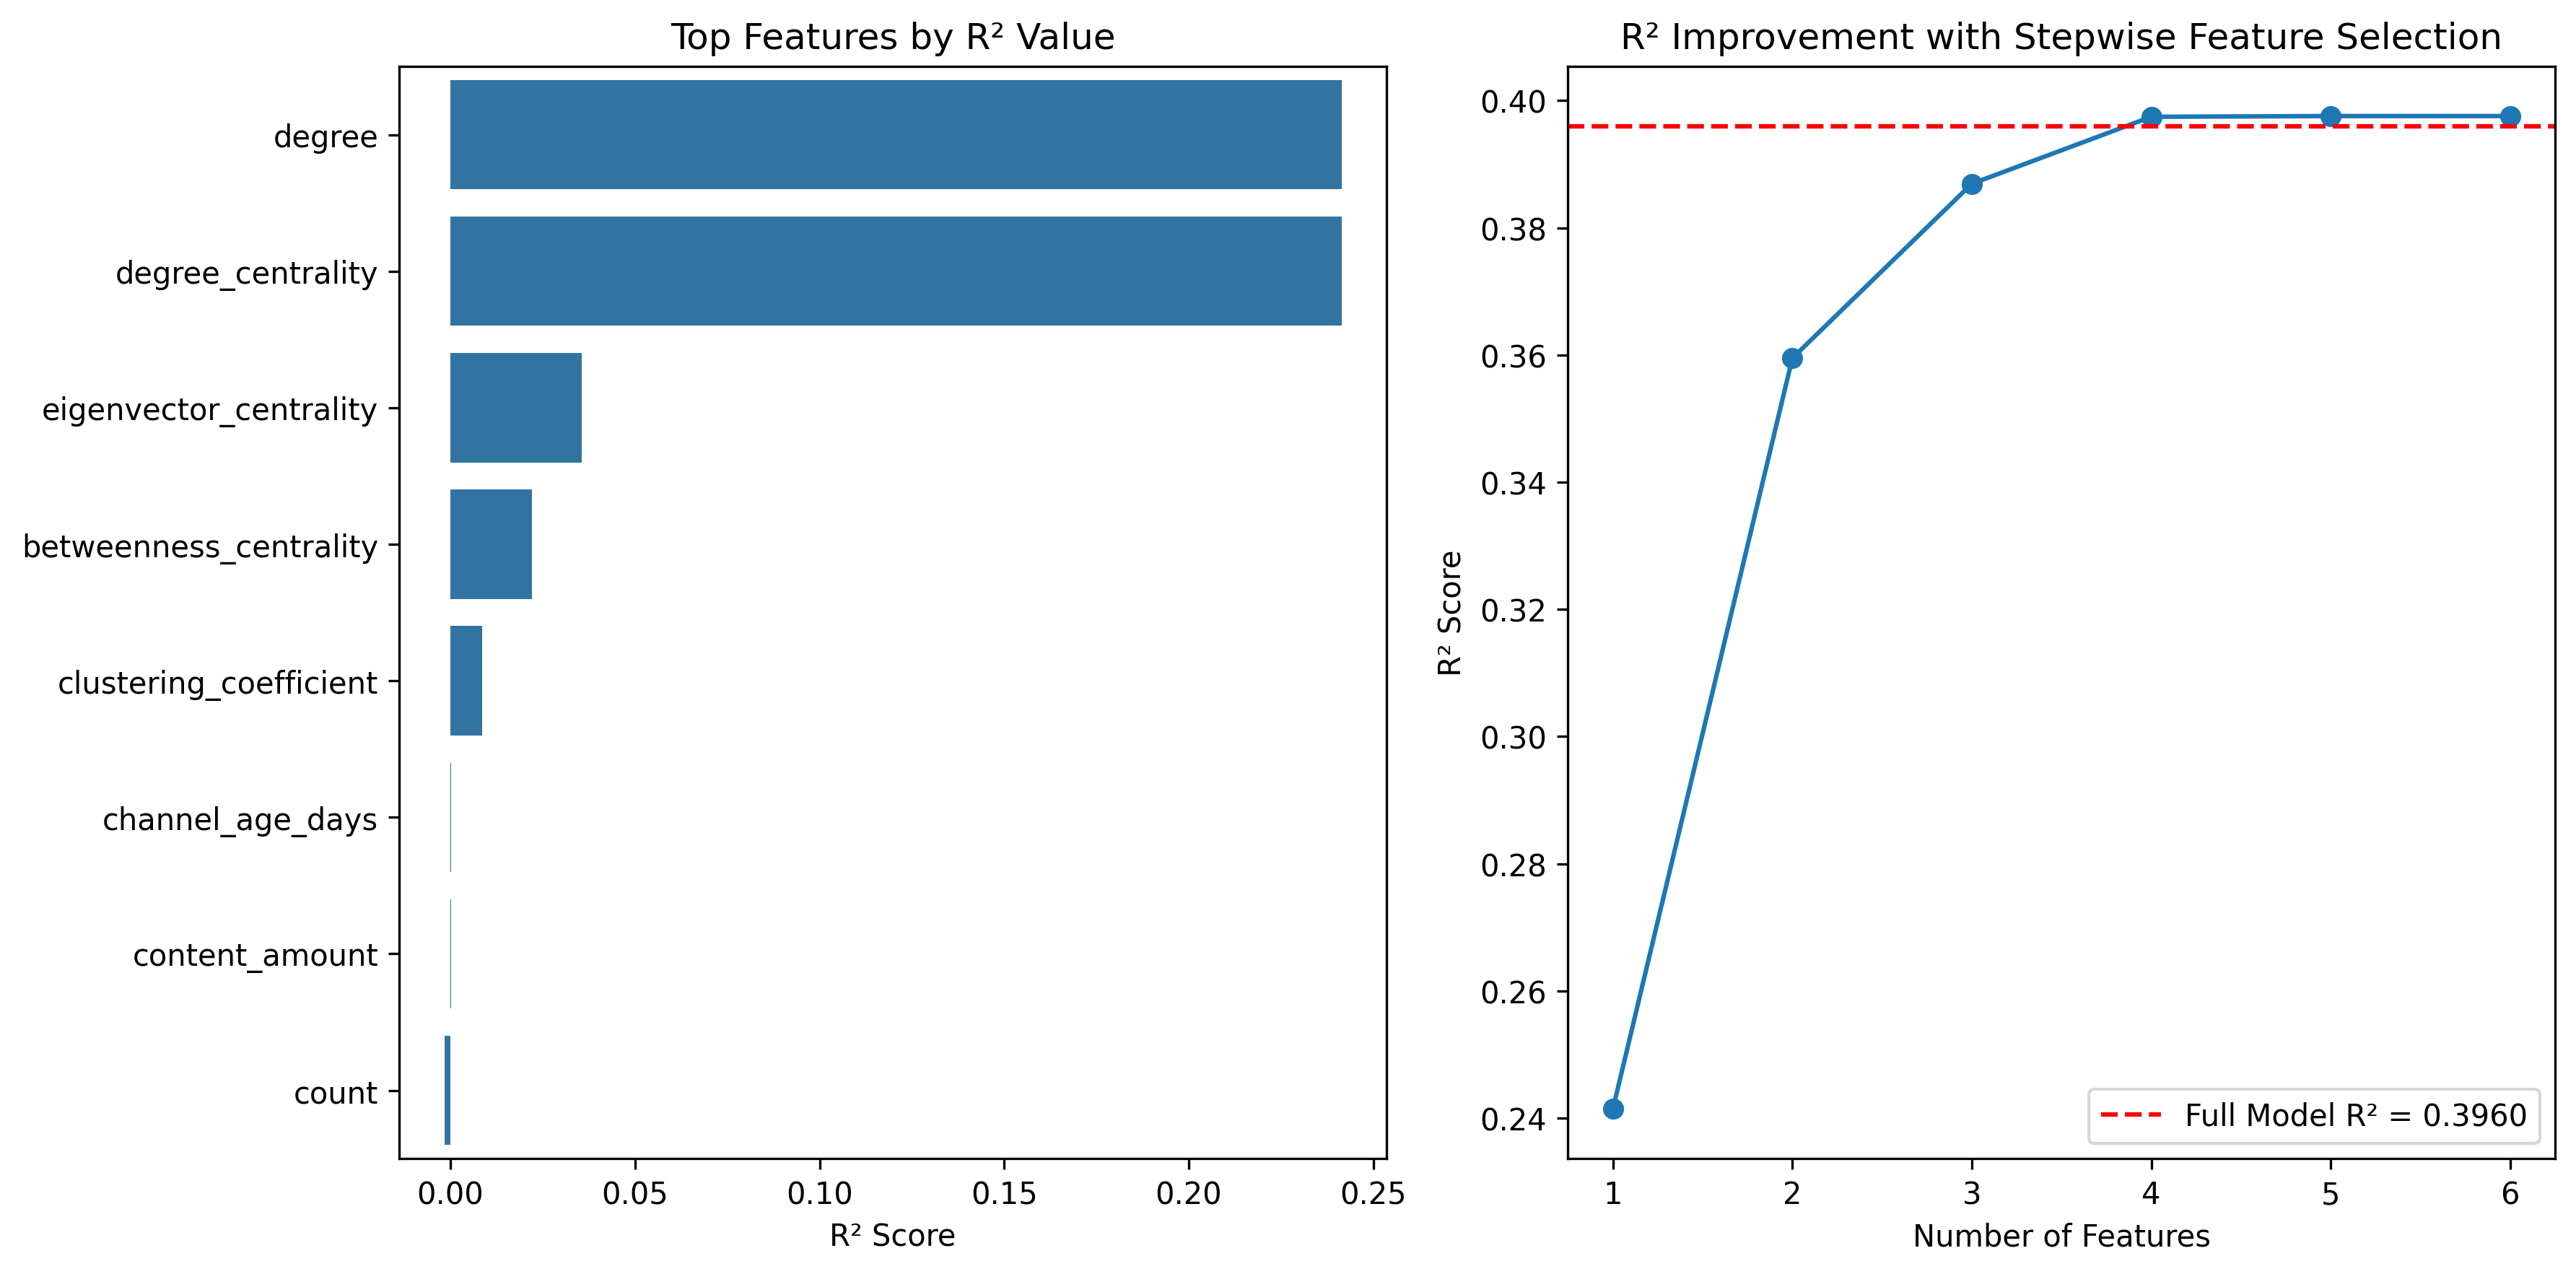 Top Features by R² Value
degree
degree_centrality
eigenvector_centrality
betweenness_centrality
clustering_coefficient
channel_age_days
content_amount
count
0.00 0.05 0.10 0.15 0.20 0.25
R² Score
R² Improvement with Stepwise Feature Selection
R² Score
0.40
0.38
0.36
0.34
0.32
0.30
0.28
0.26
0.24
Full Model R² = 0.3960
1 2 3 4 5 6
Number of Features